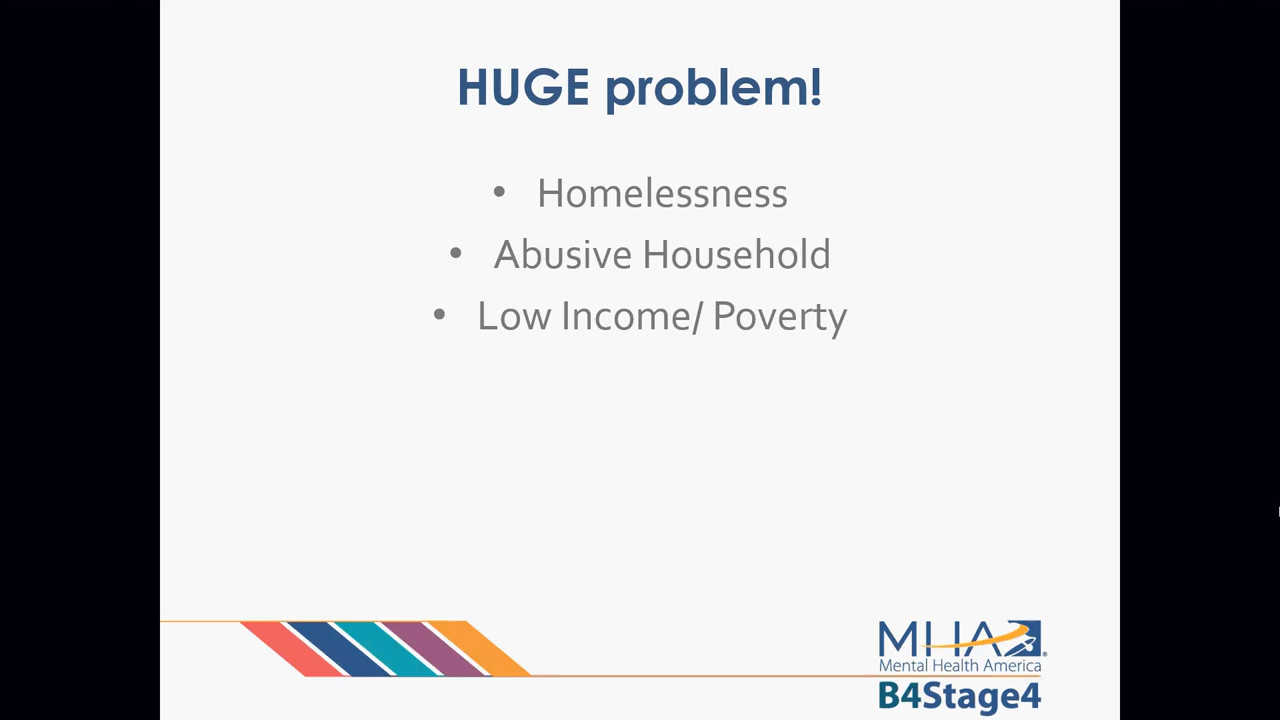 HUGE problem!
• Homelessness
• Abusive Household
• Low Income/ Poverty
MHA®
Mental Health America
B4Stage4